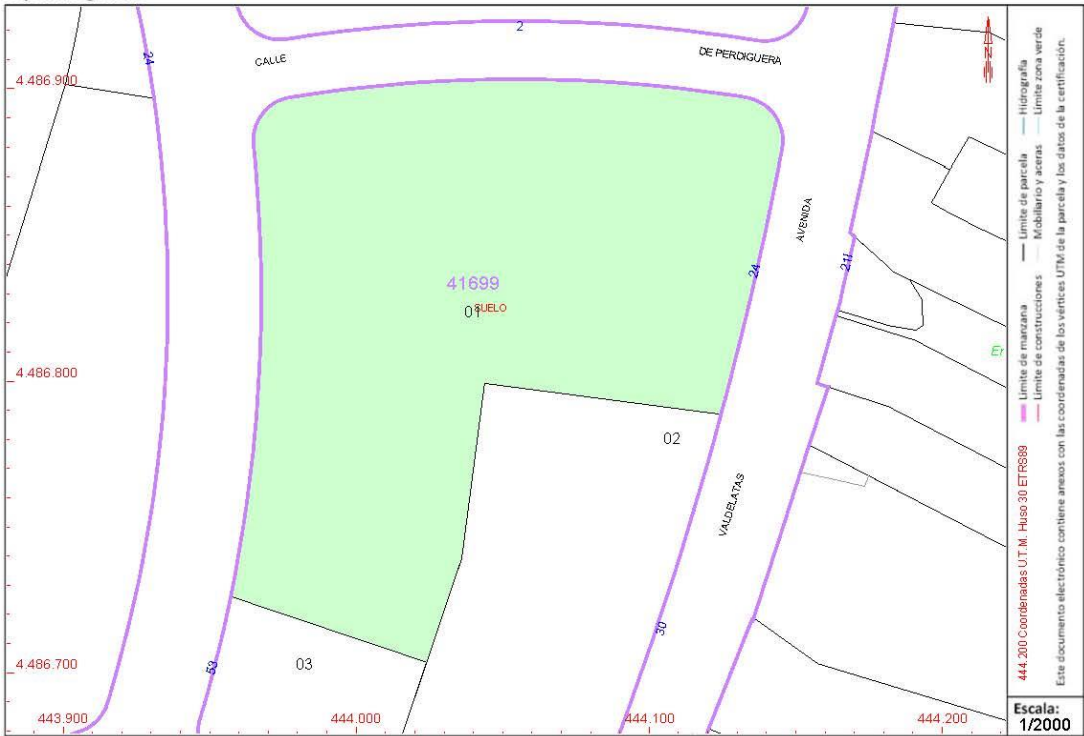 2
CALLE
DE PERDIGUERA
24
4.486.900
AVENIDA
24
21I
41699
01
SUELO
4.486.800
02
VALDELATAS
30
4.486.700
03
53
443.900
444.000
444.100
444.200
444.200 Coordenadas U.T.M. Huso 30 ETRS89
Límite de manzana
Límite de parcela
Hidrografía
Límite de construcciones
Mobiliario y aceras
Límite zona verde
Este documento electrónico contiene anexos con las coordenadas de los vértices UTM de la parcela y los datos de la certificación.
Escala:
1/2000